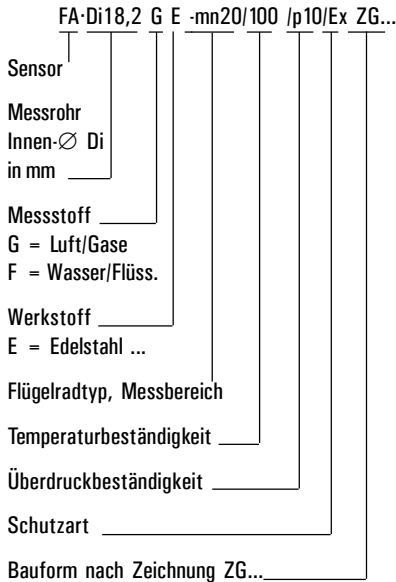 FA·Di18,2 G E -mn20/100 /p10/Ex ZG...
Sensor
Messrohr
Innen-∅ Di
in mm
Messstoff
G = Luft/Gase
F = Wasser/Flüss.
Werkstoff
E = Edelstahl ...
Flügelradtyp, Messbereich
Temperaturbeständigkeit
Überdruckbeständigkeit
Schutzart
Bauform nach Zeichnung ZG...